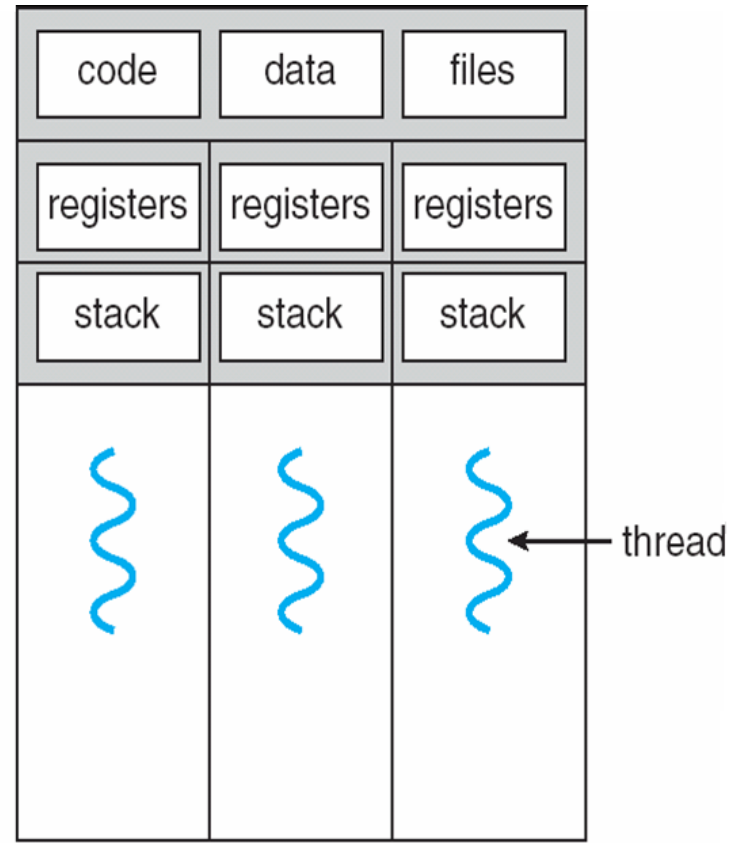 code data files
registers registers registers
stack stack stack
thread